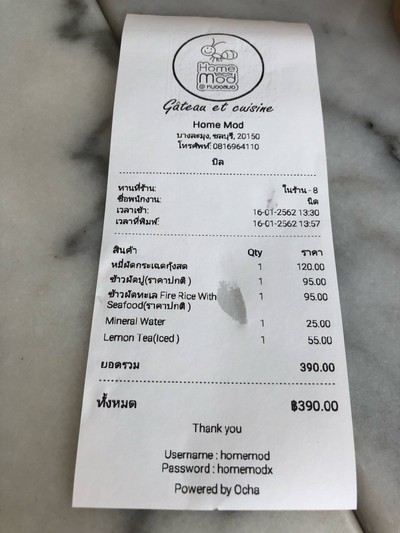 Home
Mod
@ หมดอีมด
Gâteau et cuisine
Home Mod
บางละมุง, ชลบุรี, 20150
โทรศัพท์: 0816964110
บิล
ทานที่ร้าน: ในร้าน - 8
ชื่อพนักงาน: นิด
เวลาเข้า: 16-01-2562 13:30
เวลาที่พิมพ์: 16-01-2562 13:57
สินค้า Qty ราคา
หมี่ผัดกระเฉดกุ้งสด 1 120.00
ข้าวผัดปู(ราคาปกติ ) 1 95.00
ข้าวผัดทะเล Fire Rice With 1 95.00
Seafood(ราคาปกติ )
Mineral Water 1 25.00
Lemon Tea(Iced ) 1 55.00
ยอดรวม 390.00
ทั้งหมด ฿390.00
Thank you
Username : homemod
Password : homemodx
Powered by Ocha